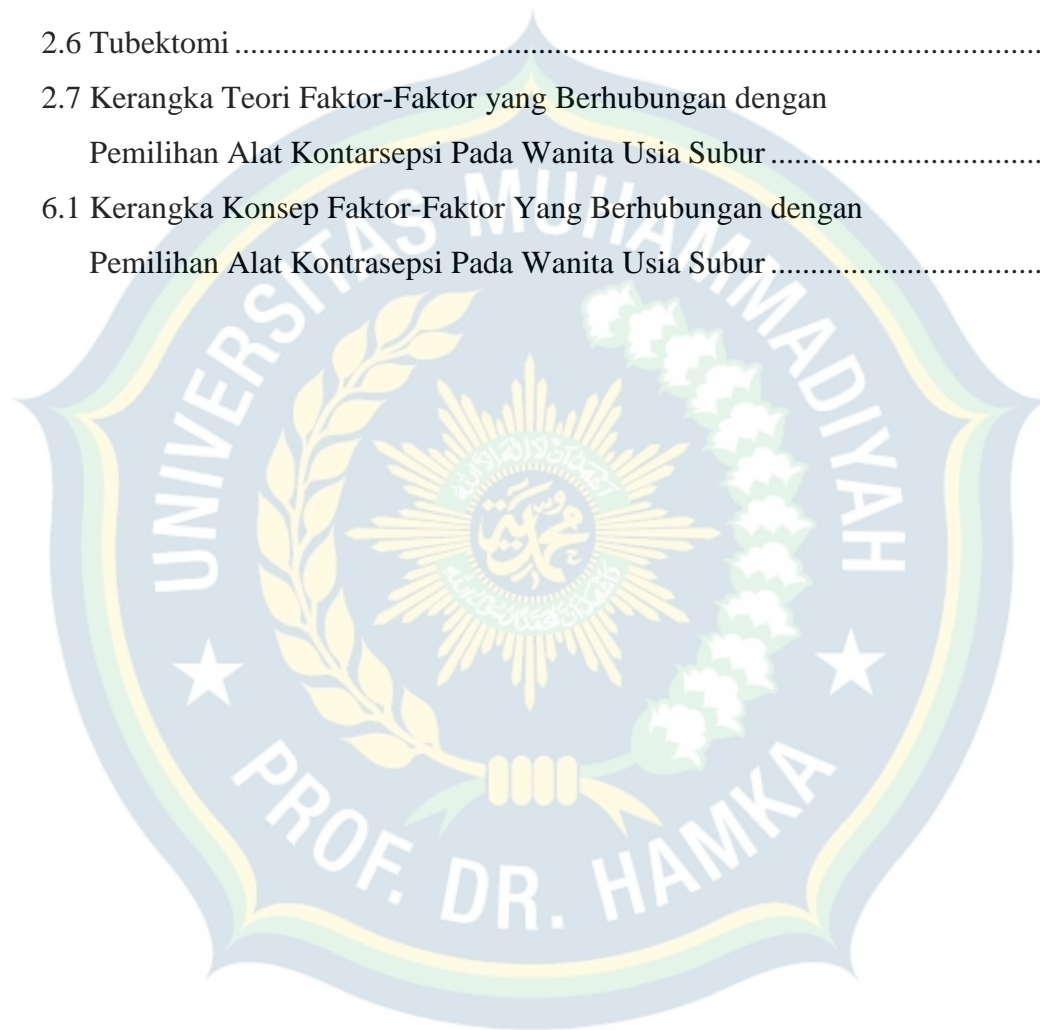 2.6 Tubektomi ....................................................................................................
2.7 Kerangka Teori Faktor-Faktor yang Berhubungan dengan
Pemilihan Alat Kontarsepsi Pada Wanita Usia Subur ..................................
6.1 Kerangka Konsep Faktor-Faktor Yang Berhubungan dengan
Pemilihan Alat Kontrasepsi Pada Wanita Usia Subur ..................................
UNIVERSITAS MUHAMMADIYAH
محمدية
PROF. DR. HAMKA